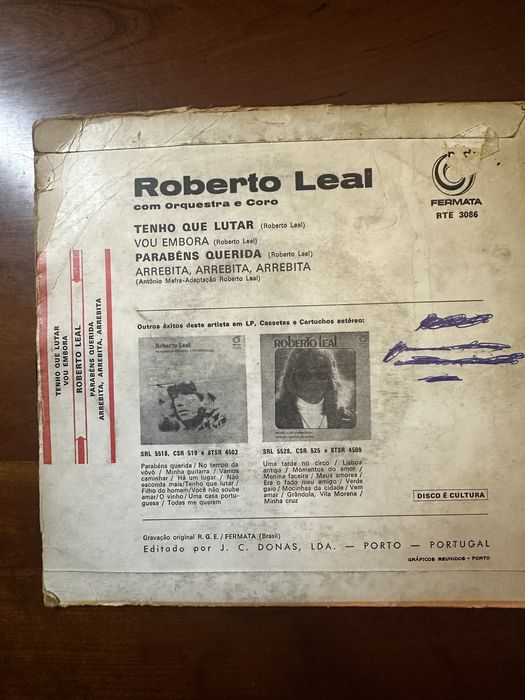 Roberto Leal
com Orquestra e Coro
FERMATA
RTE 3086
TENHO QUE LUTAR (Roberto Leal)
VOU EMBORA (Roberto Leal)
PARABÉNS QUERIDA (Roberto Leal)
ARREBITA, ARREBITA, ARREBITA
(António Mafra-Adaptação Roberto Leal)
TENHO QUE LUTAR
VOU EMBORA
ROBERTO LEAL
PARABÉNS QUERIDA
ARREBITA, ARREBITA, ARREBITA
Outros êxitos deste artista em LP, Cassetes e Cartuchos estéreo:
Roberto Leal
ROBERTO LEAL
SRL 5518, CSR 519 e 8TSR 4502
Parabéns querida / No tempo da
vôvô / Minha guitarra / Vamos
caminhar / Há um lugar / Não
esconda mais/Tenho que lutar/
Filho do homem/Você não soube
amar/O vinho/Uma casa portu-
guesa / Todas me querem
SRL 5528, CSR 525 e 8TSR 4509
Uma tarde no circo / Lisboa
antiga / Momentos do amor /
Menina faceira / Meus amores /
Era o fado meu amigo / Verde
gaio / Mocinhas da cidade / Vem
amar / Grândola, Vila Morena /
Minha cruz
DISCO É CULTURA
Gravação original R.G.E./FERMATA (Brasil)
Editado por J. C. DONAS, LDA. — PORTO — PORTUGAL
GRÁFICOS REUNIDOS - PORTO